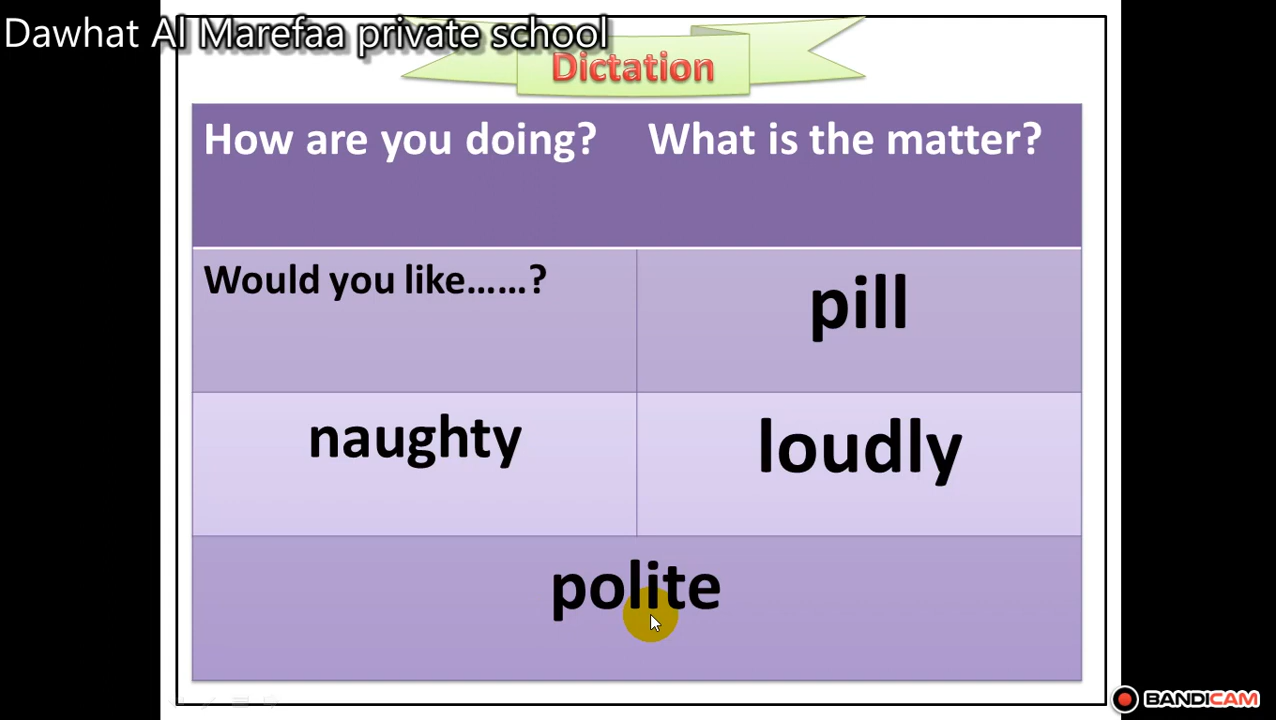 Dawhat Al Marefaa private school
Dictation
How are you doing? What is the matter?
Would you like......?
pill
naughty
loudly
polite
BANDICAM